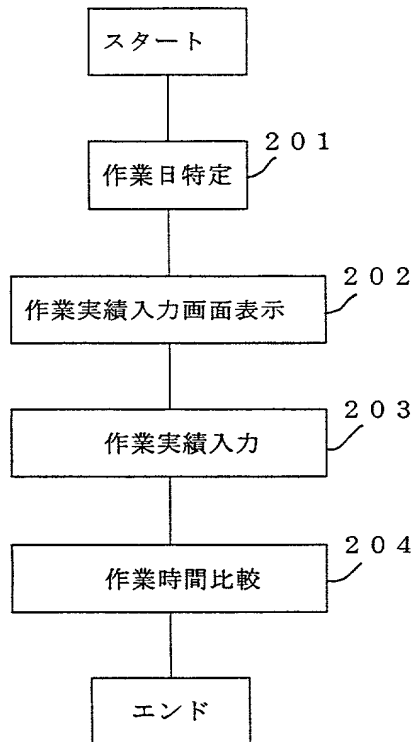 スタート
201
作業日特定
202
作業実績入力画面表示
203
作業実績入力
204
作業時間比較
エンド